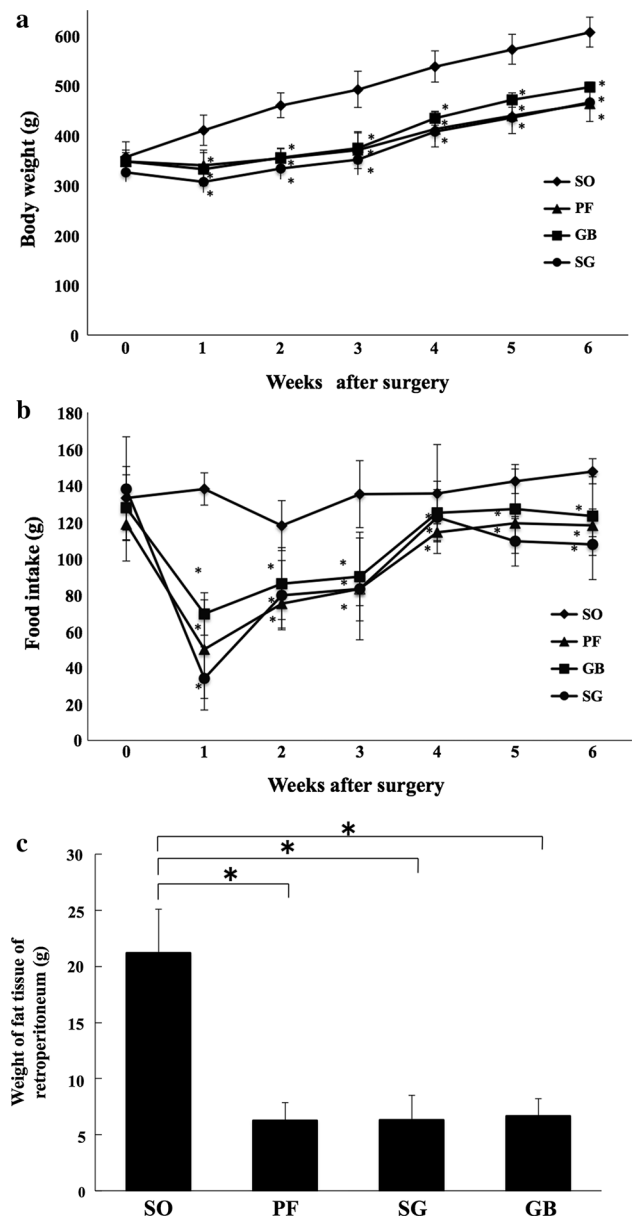 a
Body weight (g)
600
500
400
300
200
100
0
0 1 2 3 4 5 6
Weeks after surgery
SO
PF
GB
SG
* * * * * *
* * * * * *
* * * * * *
b
Food intake (g)
180
160
140
120
100
80
60
40
20
0
0 1 2 3 4 5 6
Weeks after surgery
SO
PF
GB
SG
* * * * * *
* * * * * *
* * * *
c
Weight of fat tissue of
retroperitoneum (g)
30
25
20
15
10
5
0
*
*
*
SO PF SG GB